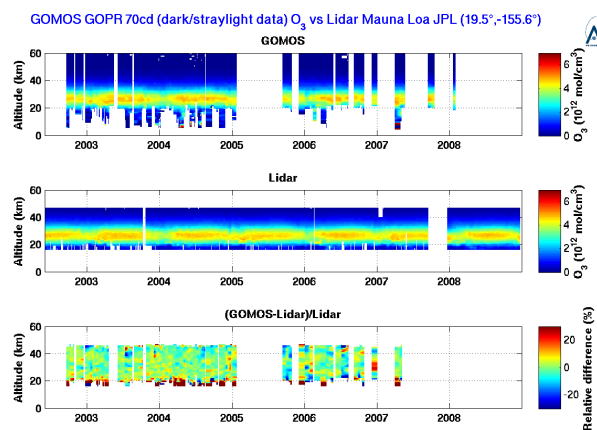 GOMOS GOPR 70cd (dark/straylight data) O3 vs Lidar Mauna Loa JPL (19.5°,-155.6°)
GOMOS
Altitude (km)
60
40
20
0
2003 2004 2005 2006 2007 2008
6
4
2
0
O3 (10^12 mol/cm^3)
Lidar
Altitude (km)
60
40
20
0
2003 2004 2005 2006 2007 2008
6
4
2
0
O3 (10^12 mol/cm^3)
(GOMOS-Lidar)/Lidar
Altitude (km)
60
40
20
0
2003 2004 2005 2006 2007 2008
20
0
-20
Relative difference (%)